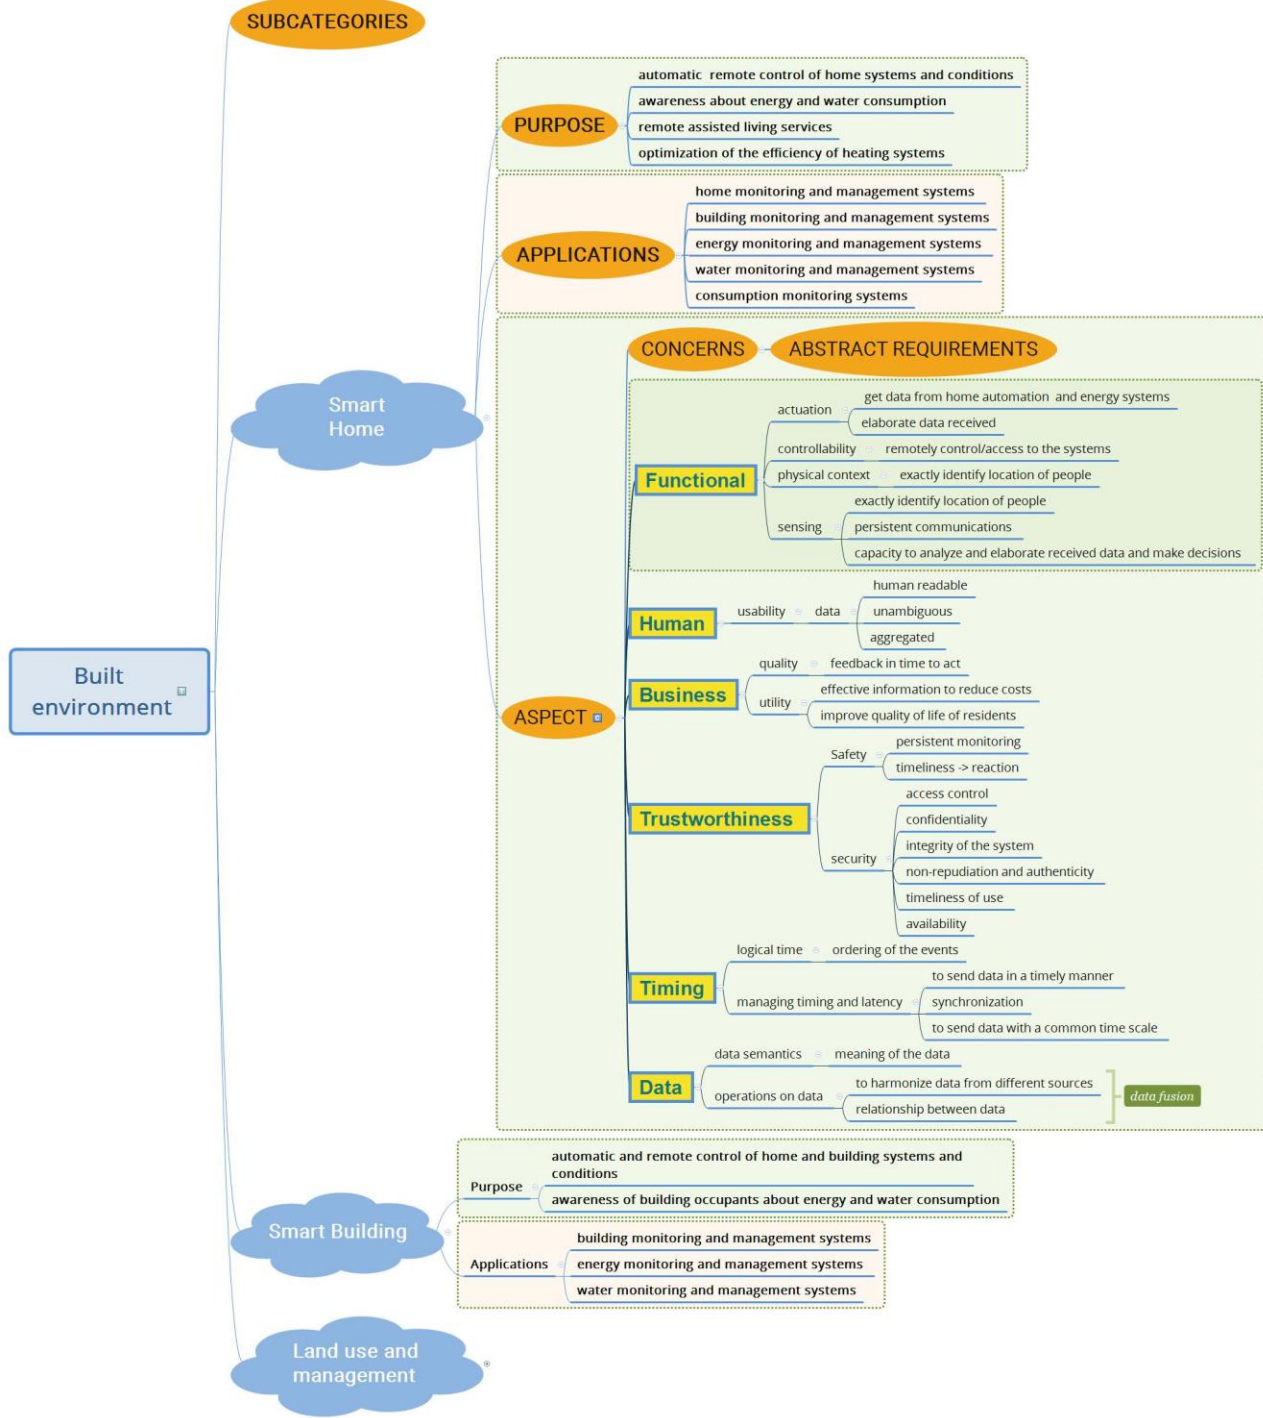 SUBCATEGORIES
PURPOSE
automatic  remote control of home systems and conditions
awareness about energy and water consumption
remote assisted living services
optimization of the efficiency of heating systems
APPLICATIONS
home monitoring and management systems
building monitoring and management systems
energy monitoring and management systems
water monitoring and management systems
consumption monitoring systems
Smart
Home
CONCERNS
ABSTRACT REQUIREMENTS
Functional
actuation
get data from home automation  and energy systems
elaborate data received
controllability
remotely control/access to the systems
physical context
exactly identify location of people
sensing
exactly identify location of people
persistent communications
capacity to analyze and elaborate received data and make decisions
Human
usability
data
human readable
unambiguous
aggregated
Built
environment
ASPECT
Business
quality
feedback in time to act
utility
effective information to reduce costs
improve quality of life of residents
Trustworthiness
Safety
persistent monitoring
timeliness -> reaction
security
access control
confidentiality
integrity of the system
non-repudiation and authenticity
timeliness of use
availability
Timing
logical time
ordering of the events
managing timing and latency
to send data in a timely manner
synchronization
to send data with a common time scale
Data
data semantics
meaning of the data
operations on data
to harmonize data from different sources
relationship between data
data fusion
Smart Building
Purpose
automatic and remote control of home and building systems and
conditions
awareness of building occupants about energy and water consumption
Applications
building monitoring and management systems
energy monitoring and management systems
water monitoring and management systems
Land use and
management